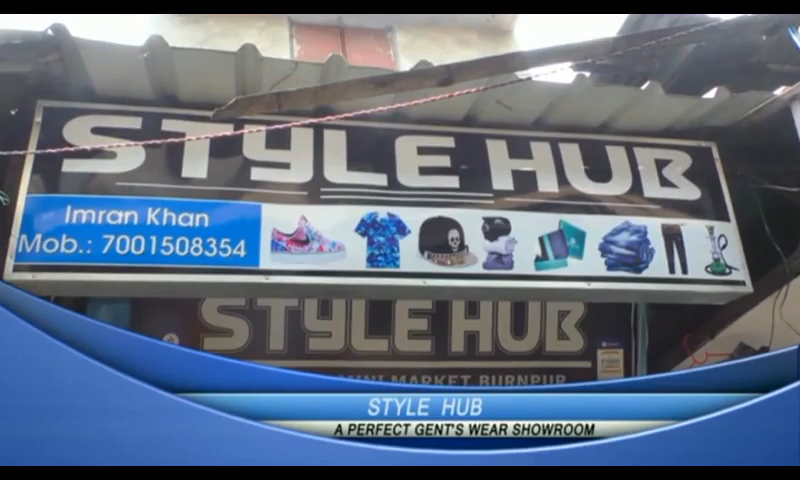 STYLE HUB
Imran Khan
Mob.: 7001508354
STYLE HUB
MARKET BURNPUR
STYLE HUB
A PERFECT GENT'S WEAR SHOWROOM